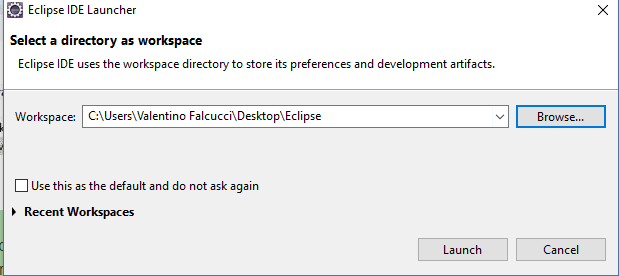 Eclipse IDE Launcher
Select a directory as workspace
Eclipse IDE uses the workspace directory to store its preferences and development artifacts.
Workspace: C:\Users\Valentino Falcucci\Desktop\Eclipse Browse...
Use this as the default and do not ask again
Recent Workspaces
Launch Cancel